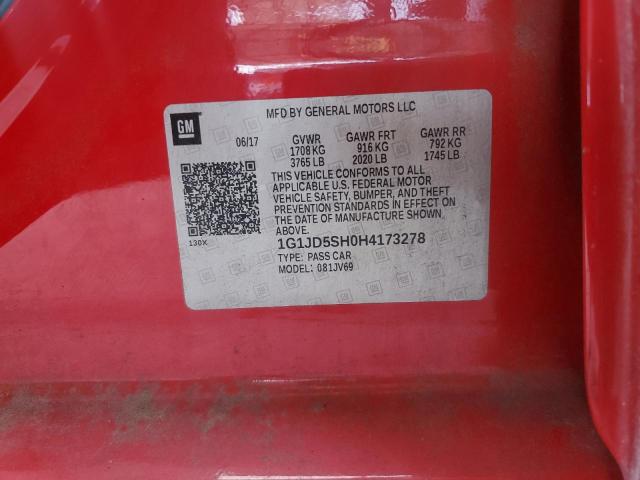 MFD BY GENERAL MOTORS LLC
GM
06/17 GVWR GAWR FRT GAWR RR
1708 KG 916 KG 792 KG
3765 LB 2020 LB 1745 LB
THIS VEHICLE CONFORMS TO ALL
APPLICABLE U.S. FEDERAL MOTOR
VEHICLE SAFETY, BUMPER, AND THEFT
PREVENTION STANDARDS IN EFFECT ON
THE DATE OF MANUFACTURE SHOWN
ABOVE.
130X
1G1JD5SH0H4173278
TYPE: PASS CAR
MODEL: 081JV69